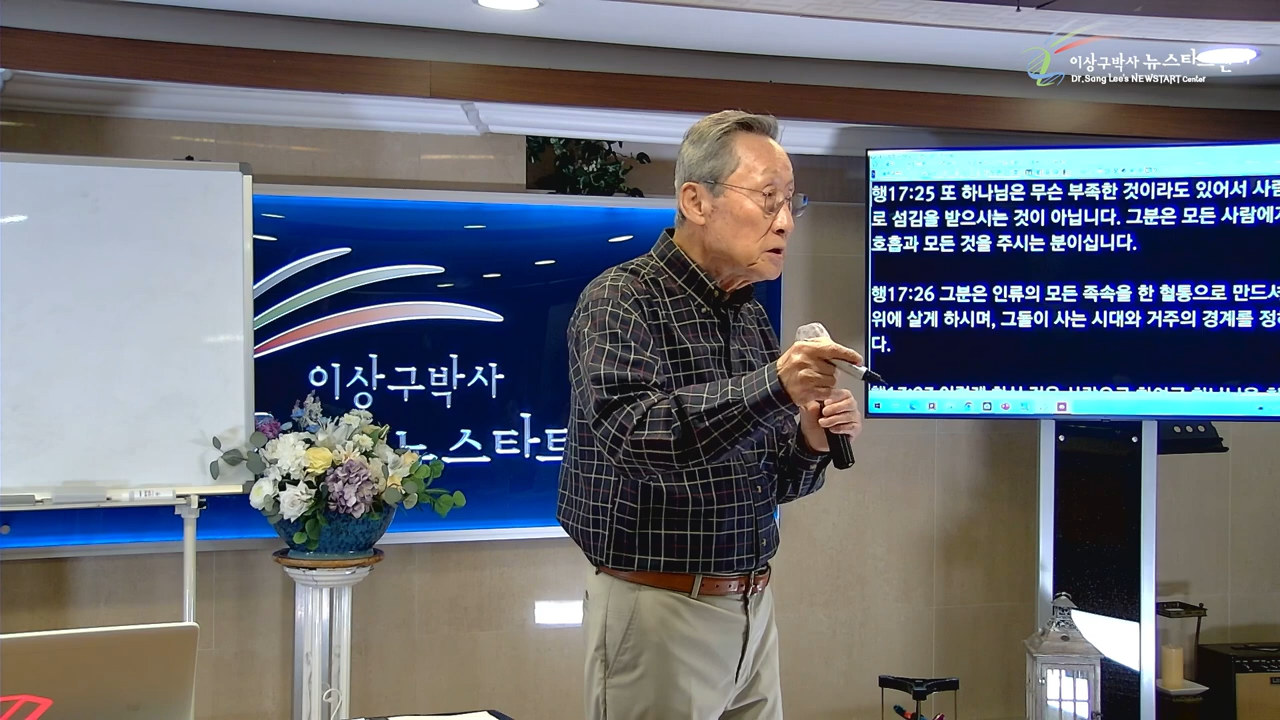 이상구박사 뉴스타트센터
Dr. Sang Lee's NEWSTART Center
행17:25 또 하나님은 무슨 부족한 것이라도 있어서 사람
로 섬김을 받으시는 것이 아닙니다. 그분은 모든 사람에게
호흡과 모든 것을 주시는 분이십니다.
행17:26 그분은 인류의 모든 족속을 한 혈통으로 만드셔
위에 살게 하시며, 그들이 사는 시대와 거주의 경계를 정하
다.
이상구박사
뉴스타트